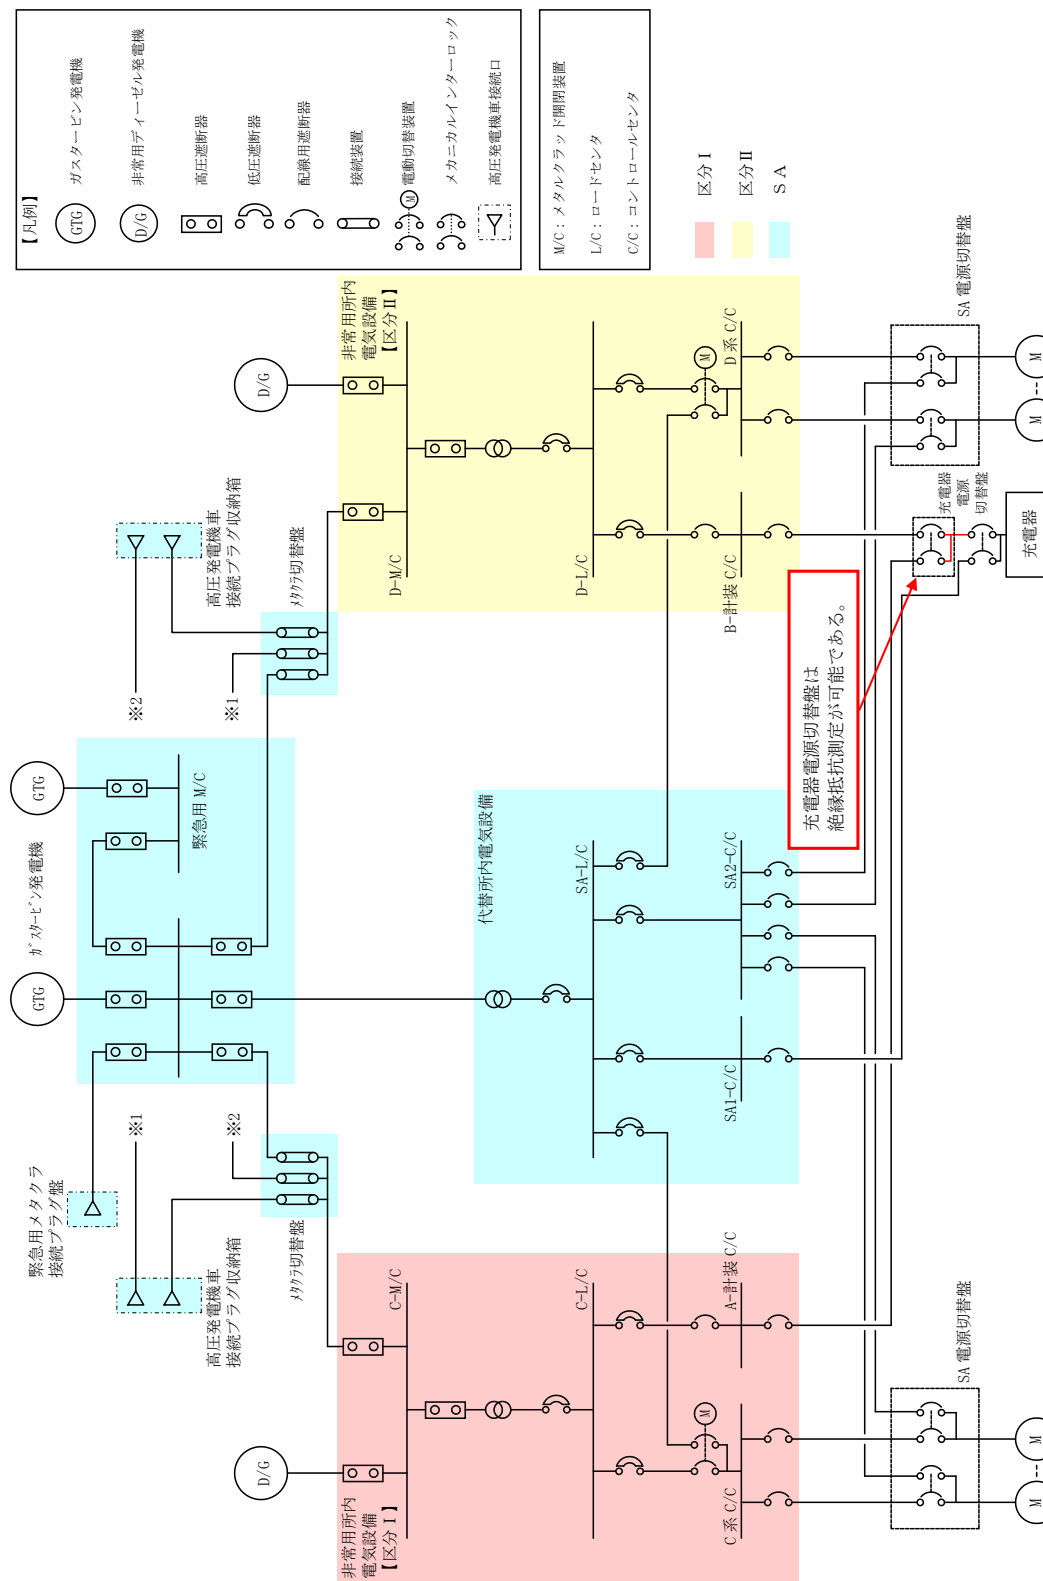 【凡例】
GTG ガスタービン発電機
D/G 非常用ディーゼル発電機
高圧遮断器
低圧遮断器
配線用遮断器
接続装置
M 電動切替装置
メカニカルインターロック
高圧発電機車接続口
M/C：メタルクラッド開閉装置
L/C：ロードセンタ
C/C：コントロールセンタ
区分Ⅰ
区分Ⅱ
ＳＡ
緊急用メタクラ
接続プラグ盤
GTG
ｶﾞｽﾀｰﾋﾞﾝ発電機
GTG
緊急用 M/C
※1
※2
高圧発電機車
接続プラグ収納箱
ﾒﾀｸﾗ切替盤
※2
※1
高圧発電機車
接続プラグ収納箱
ﾒﾀｸﾗ切替盤
D/G
非常用所内
電気設備
【区分Ⅰ】
C-M/C
C-L/C
M
C系 C/C
A-計装 C/C
代替所内電気設備
SA-L/C
SA1-C/C
SA2-C/C
D/G
非常用所内
電気設備
【区分Ⅱ】
D-M/C
D-L/C
M
B-計装 C/C
D系 C/C
充電器電源切替盤は
絶縁抵抗測定が可能である。
SA 電源切替盤
M
M
充電器
電源
切替盤
充電器
SA 電源切替盤
M
M